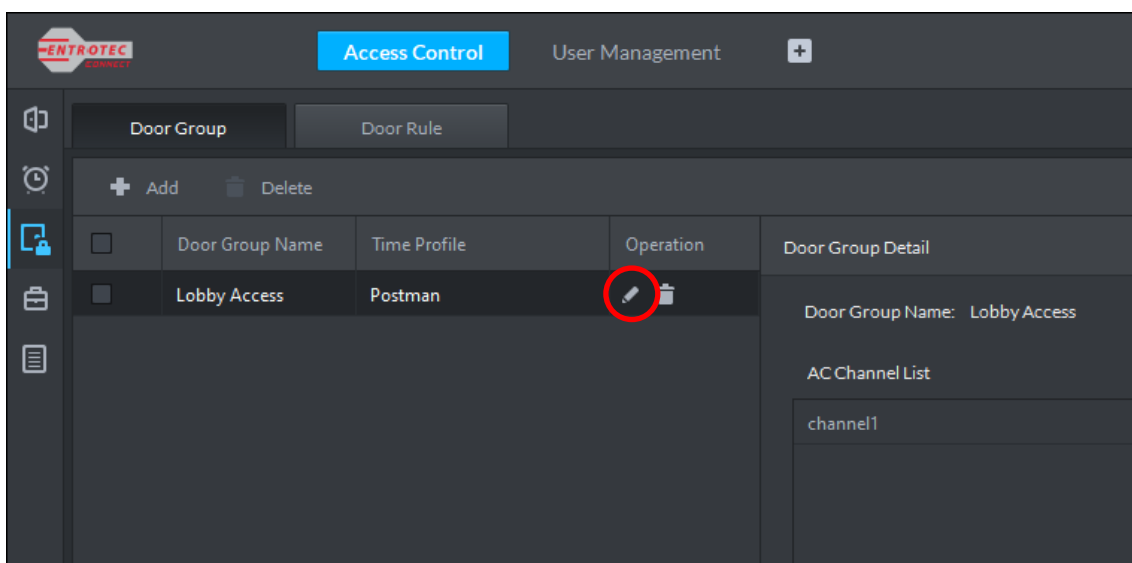 ENTROTEC
CONNECT
Access Control User Management
Door Group Door Rule
Add Delete
Door Group Name Time Profile Operation Door Group Detail
Lobby Access Postman
Door Group Name: Lobby Access
AC Channel List
channel1